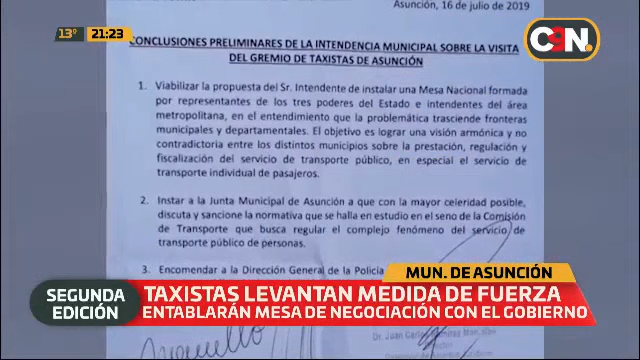 Asunción, 16 de julio de 2019
13° 21:23
C9N.
CONCLUSIONES PRELIMINARES DE LA INTENDENCIA MUNICIPAL SOBRE LA VISITA
DEL GREMIO DE TAXISTAS DE ASUNCIÓN
1. Viabilizar la propuesta del Sr. Intendente de instalar una Mesa Nacional formada
por representantes de los tres poderes del Estado e intendentes del área
metropolitana, en el entendimiento que la problemática trasciende fronteras
municipales y departamentales. El objetivo es lograr una visión armónica y no
contradictoria entre los distintos municipios sobre la prestación, regulación y
fiscalización del servicio de transporte público, en especial el servicio de
transporte individual de pasajeros.
2. Instar a la Junta Municipal de Asunción a que con la mayor celeridad posible,
discuta y sancione la normativa que se halla en estudio en el seno de la Comisión
de Transporte que busca regular el complejo fenómeno del servicio de
transporte público de personas.
3. Encomendar a la Dirección General de la Policía
MUN. DE ASUNCIÓN
SEGUNDA EDICIÓN
TAXISTAS LEVANTAN MEDIDA DE FUERZA
ENTABLARÁN MESA DE NEGOCIACIÓN CON EL GOBIERNO
Dr. Juan Carlos